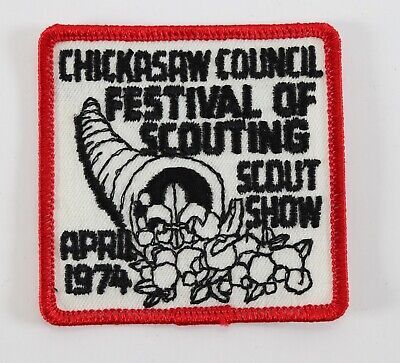 CHICKASAW COUNCIL
FESTIVAL OF
SCOUTING
SCOUT
SHOW
APRIL
1974